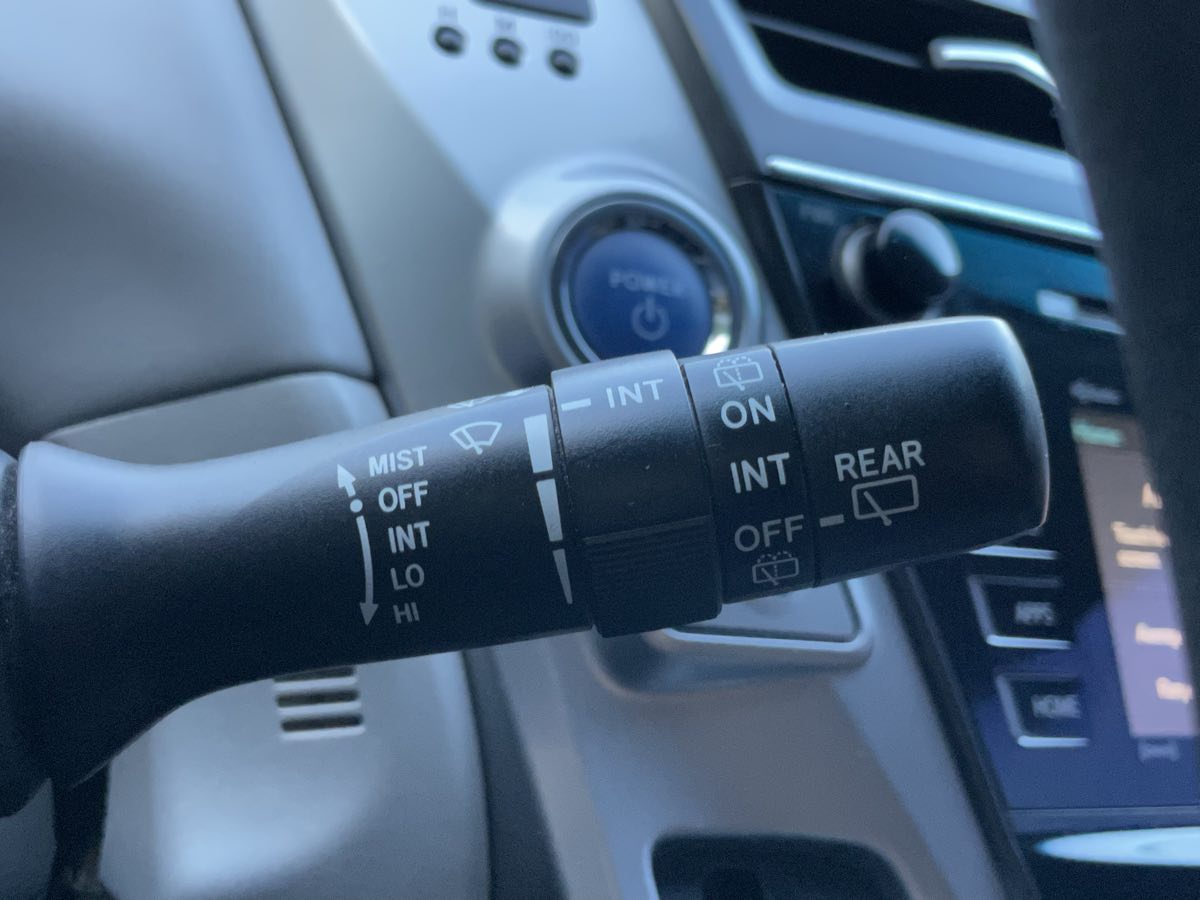 POWER
INT
MIST
OFF
INT
LO
HI
ON
INT
OFF
REAR
APPS
HOME